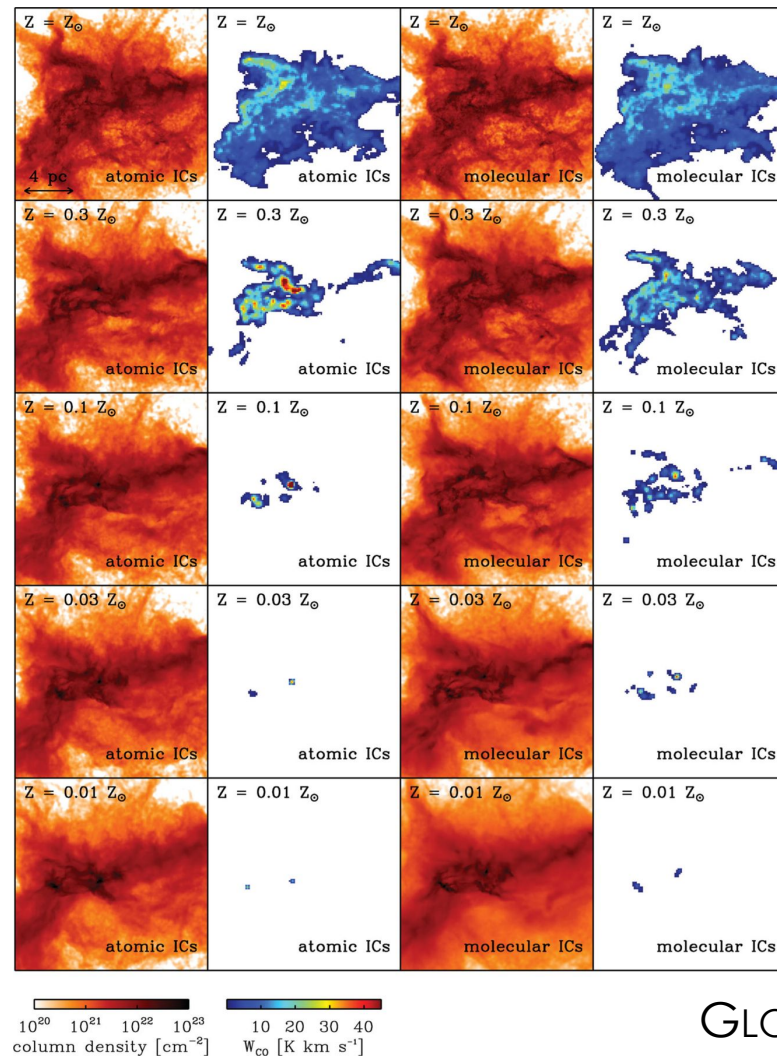 Z = Z☉ Z = Z☉ Z = Z☉ Z = Z☉
4 pc
atomic ICs atomic ICs molecular ICs molecular ICs
Z = 0.3 Z☉ Z = 0.3 Z☉ Z = 0.3 Z☉ Z = 0.3 Z☉
atomic ICs atomic ICs molecular ICs molecular ICs
Z = 0.1 Z☉ Z = 0.1 Z☉ Z = 0.1 Z☉ Z = 0.1 Z☉
atomic ICs atomic ICs molecular ICs molecular ICs
Z = 0.03 Z☉ Z = 0.03 Z☉ Z = 0.03 Z☉ Z = 0.03 Z☉
atomic ICs atomic ICs molecular ICs molecular ICs
Z = 0.01 Z☉ Z = 0.01 Z☉ Z = 0.01 Z☉ Z = 0.01 Z☉
atomic ICs atomic ICs molecular ICs molecular ICs
10²⁰ 10²¹ 10²² 10²³
column density [cm⁻²]
10 20 30 40
W_CO [K km s⁻¹]
GLO